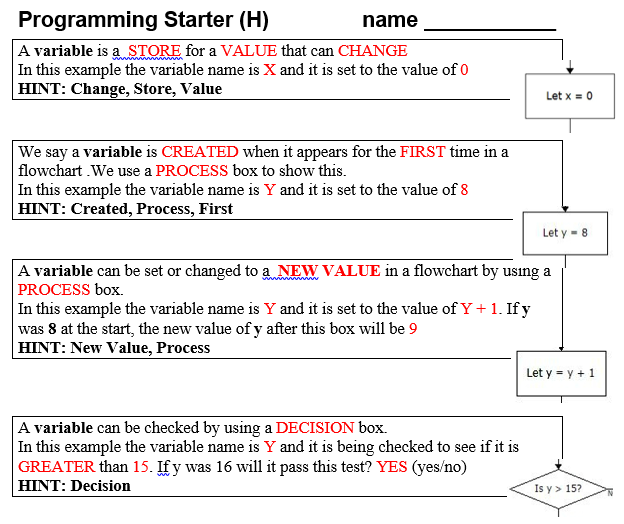 Programming Starter (H) name ___________
A variable is a STORE for a VALUE that can CHANGE
In this example the variable name is X and it is set to the value of 0
HINT: Change, Store, Value
Let x = 0
We say a variable is CREATED when it appears for the FIRST time in a
flowchart .We use a PROCESS box to show this.
In this example the variable name is Y and it is set to the value of 8
HINT: Created, Process, First
Let y = 8
A variable can be set or changed to a NEW VALUE in a flowchart by using a
PROCESS box.
In this example the variable name is Y and it is set to the value of Y + 1. If y
was 8 at the start, the new value of y after this box will be 9
HINT: New Value, Process
Let y = y + 1
A variable can be checked by using a DECISION box.
In this example the variable name is Y and it is being checked to see if it is
GREATER than 15. If y was 16 will it pass this test? YES (yes/no)
HINT: Decision
Is y > 15?
N